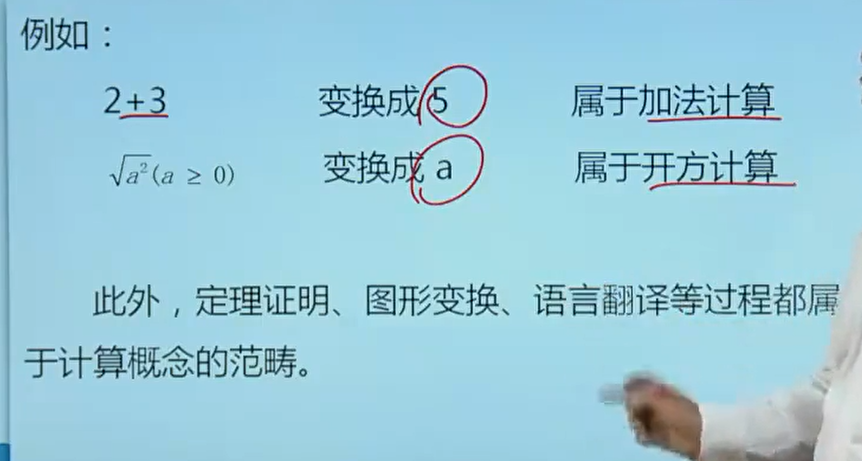 例如：
2+3 变换成 5 属于加法计算
√a²(a ≥ 0) 变换成 a 属于开方计算
此外，定理证明、图形变换、语言翻译等过程都属
于计算概念的范畴。